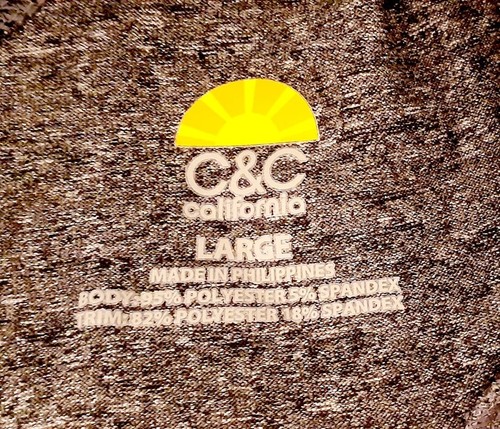 C&C
california
LARGE
MADE IN PHILIPPINES
BODY: 95% POLYESTER 5% SPANDEX
TRIM: 82% POLYESTER 18% SPANDEX